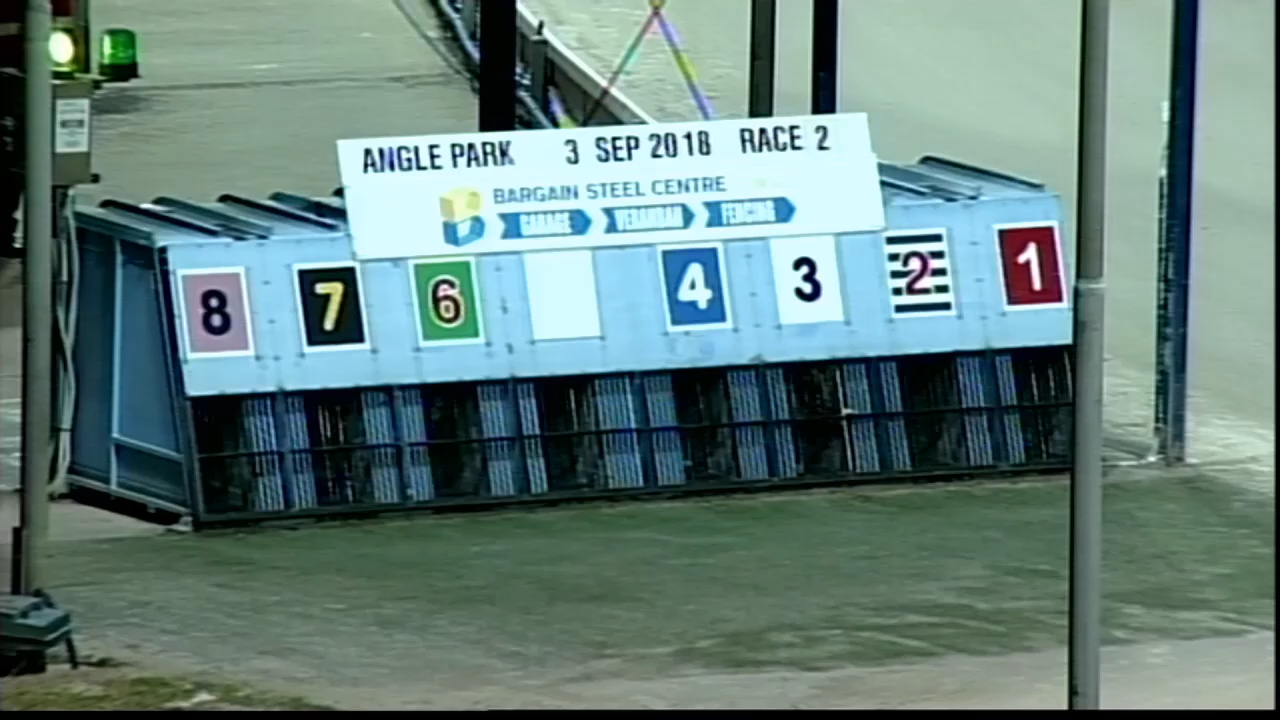 ANGLE PARK 3 SEP 2018 RACE 2
BARGAIN STEEL CENTRE
GARAGE VERANDAH FENCING
8 7 6 4 3 2 1